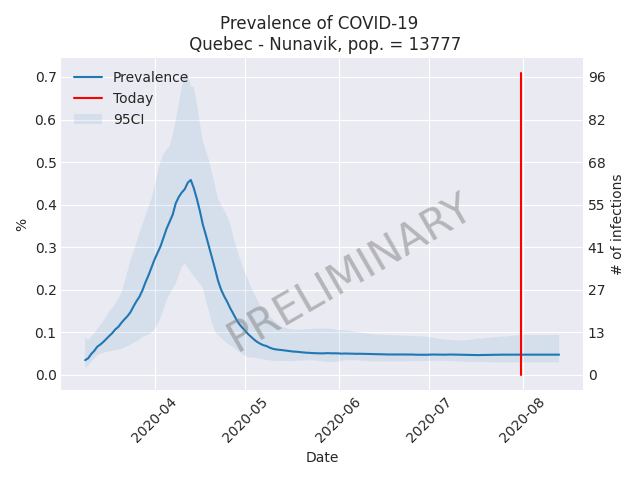 Prevalence of COVID-19
Quebec - Nunavik, pop. = 13777
Prevalence
Today
95CI
0.7
0.6
0.5
0.4
0.3
0.2
0.1
0.0
%
96
82
68
55
41
27
13
0
# of infections
PRELIMINARY
2020-04
2020-05
2020-06
2020-07
2020-08
Date